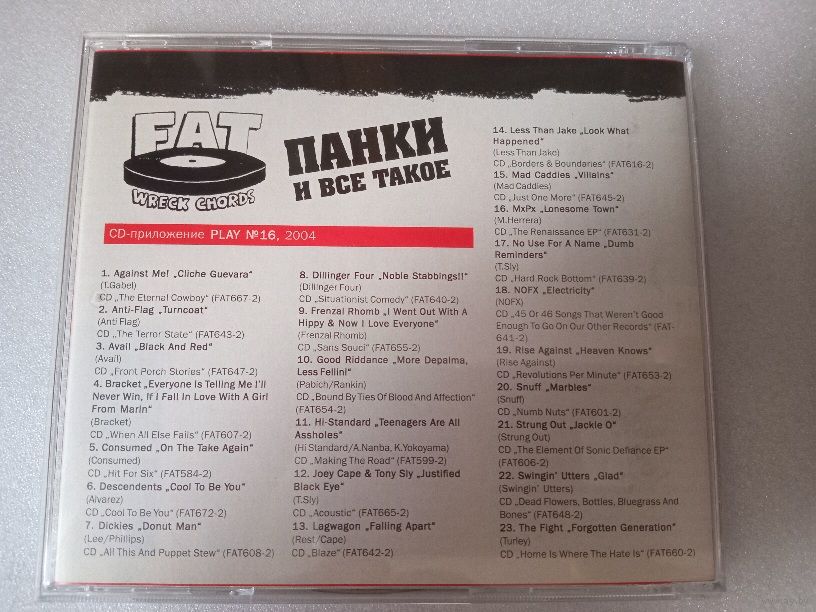 FAT
WRECK CHORDS
ПАНКИ
И ВСЕ ТАКОЕ
CD-приложение PLAY №16, 2004
1. Against Me! „Cliche Guevara“
(T.Gabel)
CD „The Eternal Cowboy“ (FAT667-2)
2. Anti-Flag „Turncoat“
(Anti Flag)
CD „The Terror State“ (FAT643-2)
3. Avail „Black And Red“
(Avail)
CD „Front Porch Stories“ (FAT647-2)
4. Bracket „Everyone Is Telling Me I'll
Never Win, If I Fall In Love With A Girl
From Marin“
(Bracket)
CD „When All Else Fails“ (FAT607-2)
5. Consumed „On The Take Again“
(Consumed)
CD „Hit For Six“ (FAT584-2)
6. Descendents „Cool To Be You“
(Alvarez)
CD „Cool To Be You“ (FAT672-2)
7. Dickies „Donut Man“
(Lee/Phillips)
CD „All This And Puppet Stew“ (FAT608-2)
8. Dillinger Four „Noble Stabbings!!“
(Dillinger Four)
CD „Situationist Comedy“ (FAT640-2)
9. Frenzal Rhomb „I Went Out With A
Hippy & Now I Love Everyone“
(Frenzal Rhomb)
CD „Sans Souci“ (FAT655-2)
10. Good Riddance „More Depalma,
Less Fellini“
(Pabich/Rankin)
CD „Bound By Ties Of Blood And Affection“
(FAT654-2)
11. Hi-Standard „Teenagers Are All
Assholes“
(Hi Standard/A.Nanba, K.Yokoyama)
CD „Making The Road“ (FAT599-2)
12. Joey Cape & Tony Sly „Justified
Black Eye“
(T.Sly)
CD „Acoustic“ (FAT665-2)
13. Lagwagon „Falling Apart“
(Rest/Cape)
CD „Blaze“ (FAT642-2)
14. Less Than Jake „Look What
Happened“
(Less Than Jake)
CD „Borders & Boundaries“ (FAT616-2)
15. Mad Caddies „Villains“
(Mad Caddies)
CD „Just One More“ (FAT645-2)
16. MxPx „Lonesome Town“
(M.Herrera)
CD „The Renaissance EP“ (FAT631-2)
17. No Use For A Name „Dumb
Reminders“
(T.Sly)
CD „Hard Rock Bottom“ (FAT639-2)
18. NOFX „Electricity“
(NOFX)
CD „45 Or 46 Songs That Weren't Good
Enough To Go On Our Other Records“ (FAT-
641-2)
19. Rise Against „Heaven Knows“
(Rise Against)
CD „Revolutions Per Minute“ (FAT653-2)
20. Snuff „Marbles“
(Snuff)
CD „Numb Nuts“ (FAT601-2)
21. Strung Out „Jackie O“
(Strung Out)
CD „The Element Of Sonic Defiance EP“
(FAT606-2)
22. Swingin' Utters „Glad“
(Swingin' Utters)
CD „Dead Flowers, Bottles, Bluegrass And
Bones“ (FAT648-2)
23. The Fight „Forgotten Generation“
(Turley)
CD „Home Is Where The Hate Is“ (FAT660-2)